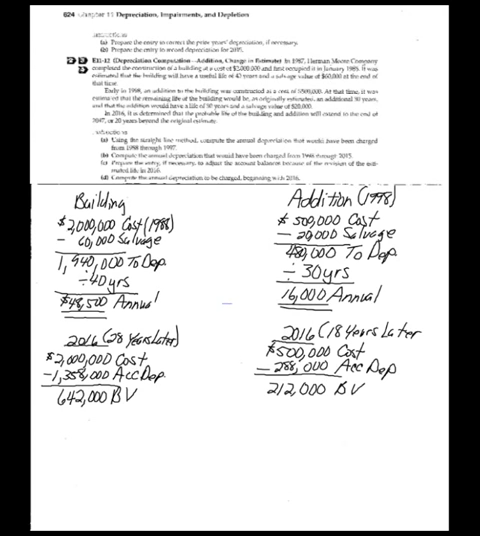 624 Chapter 11 Depreciation, Impairments, and Depletion
Instructions
(a) Prepare the entry to correct the prior years' depreciation, if necessary.
(b) Prepare the entry to record depreciation for 2015.
E11-12 (Depreciation Computation—Addition, Change in Estimate) In 1987, Herman Moore Company
completed the construction of a building at a cost of $2,000,000 and first occupied it in January 1988. It was
estimated that the building will have a useful life of 40 years and a salvage value of $60,000 at the end of
that time.
Early in 1998, an addition to the building was constructed at a cost of $500,000. At that time, it was
estimated that the remaining life of the building would be, as originally estimated, an additional 30 years,
and that the addition would have a life of 30 years and a salvage value of $20,000.
In 2016, it is determined that the probable life of the building and addition will extend to the end of
2047, or 20 years beyond the original estimate.
Instructions
(a) Using the straight-line method, compute the annual depreciation that would have been charged
from 1988 through 1997.
(b) Compute the annual depreciation that would have been charged from 1998 through 2015.
(c) Prepare the entry, if necessary, to adjust the account balances because of the revision of the esti-
mated life in 2016.
(d) Compute the annual depreciation to be charged, beginning with 2016.
Building
$2,000,000 Cost (1988)
- 60,000 Salvage
1,940,000 To Dep
÷ 40 yrs
$48,500 Annual
2016 (28 Years Later)
$2,000,000 Cost
-1,358,000 Acc Dep
642,000 BV
Addition (1998)
$ 500,000 Cost
- 20,000 Salvage
480,000 To Dep
÷ 30 yrs
16,000 Annual
2016 (18 Years Later
$500,000 Cost
- 288,000 Acc Dep
212,000 BV